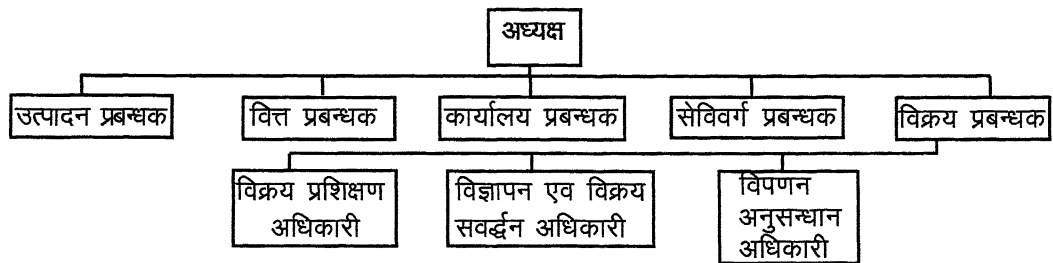 अध्यक्ष
उत्पादन प्रबन्धक
वित्त प्रबन्धक
कार्यालय प्रबन्धक
सेविवर्ग प्रबन्धक
विक्रय प्रबन्धक
विक्रय प्रशिक्षण
अधिकारी
विज्ञापन एव विक्रय
सवर्द्धन अधिकारी
विपणन
अनुसन्धान
अधिकारी